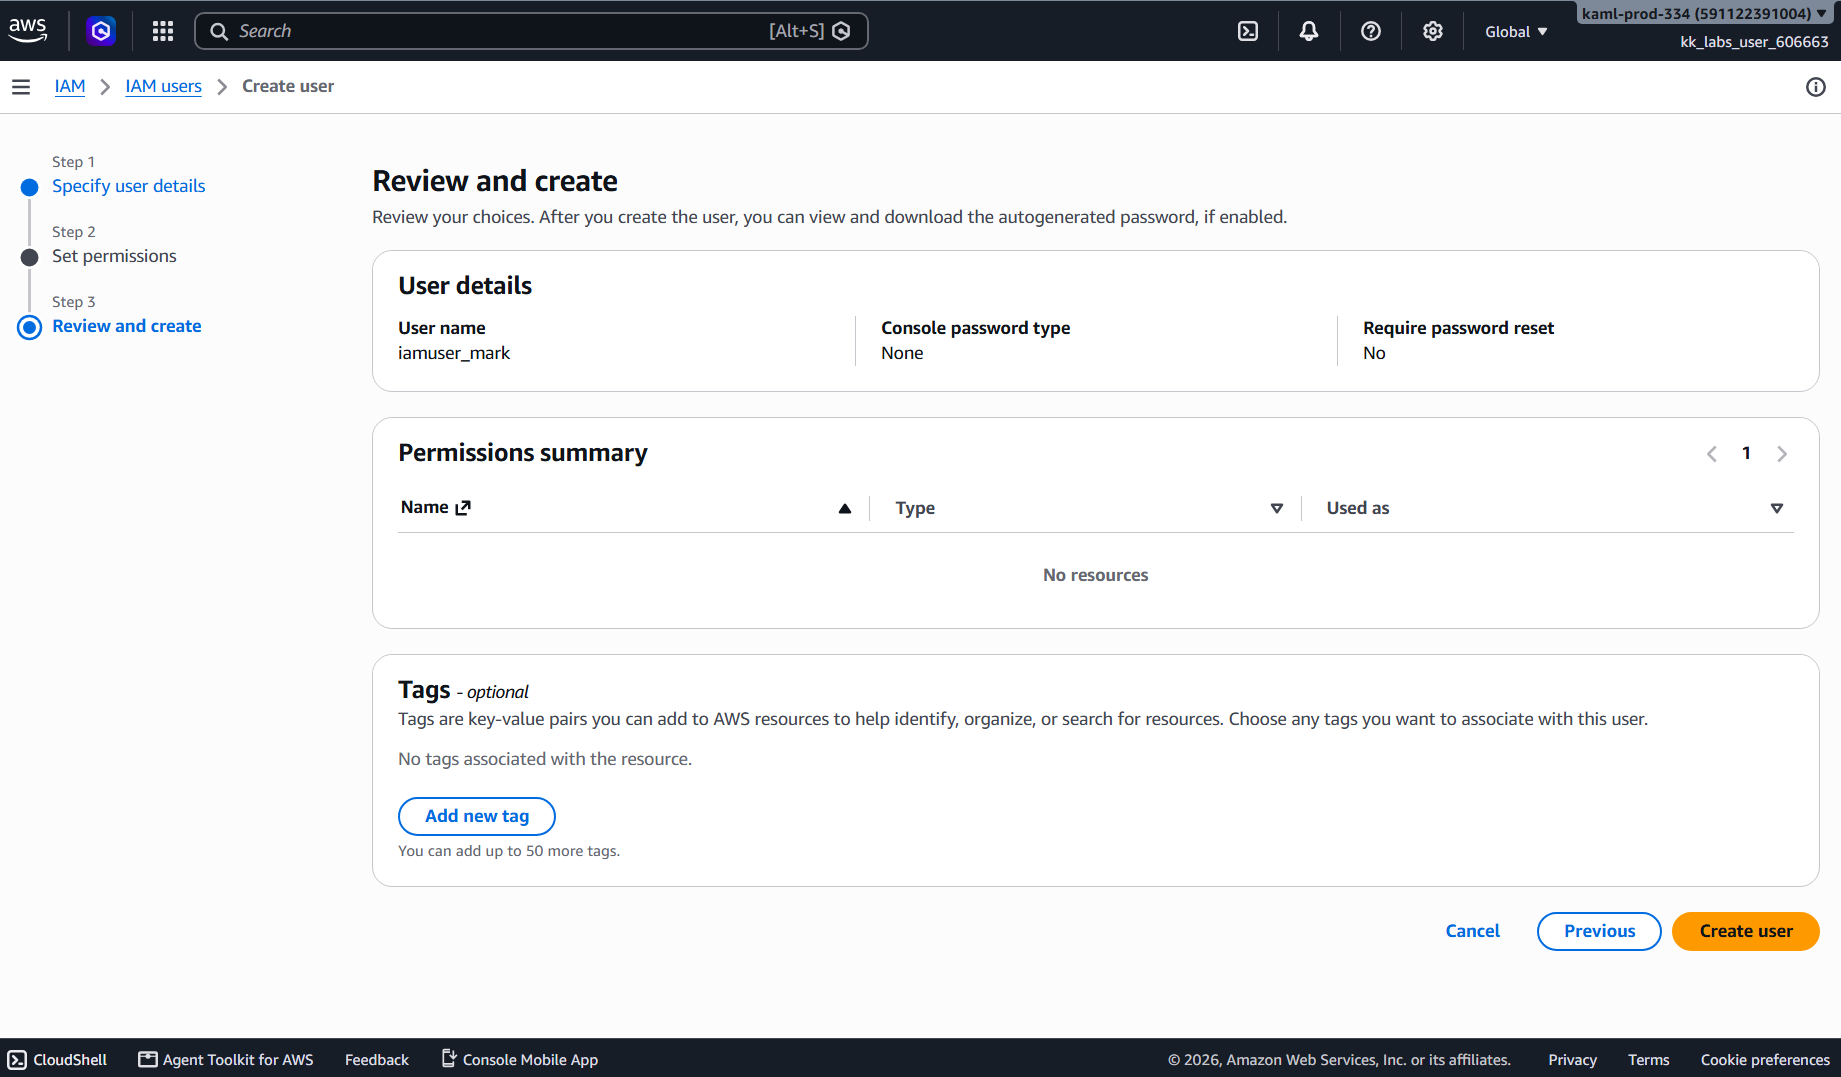 aws
Search
[Alt+S]
Global
kaml-prod-334 (591122391004)
kk_labs_user_606663
IAM
IAM users
Create user
Step 1
Specify user details
Step 2
Set permissions
Step 3
Review and create
Review and create
Review your choices. After you create the user, you can view and download the autogenerated password, if enabled.
User details
User name
iamuser_mark
Console password type
None
Require password reset
No
Permissions summary
1
Name
Type
Used as
No resources
Tags - optional
Tags are key-value pairs you can add to AWS resources to help identify, organize, or search for resources. Choose any tags you want to associate with this user.
No tags associated with the resource.
Add new tag
You can add up to 50 more tags.
Cancel
Previous
Create user
CloudShell
Agent Toolkit for AWS
Feedback
Console Mobile App
© 2026, Amazon Web Services, Inc. or its affiliates.
Privacy
Terms
Cookie preferences